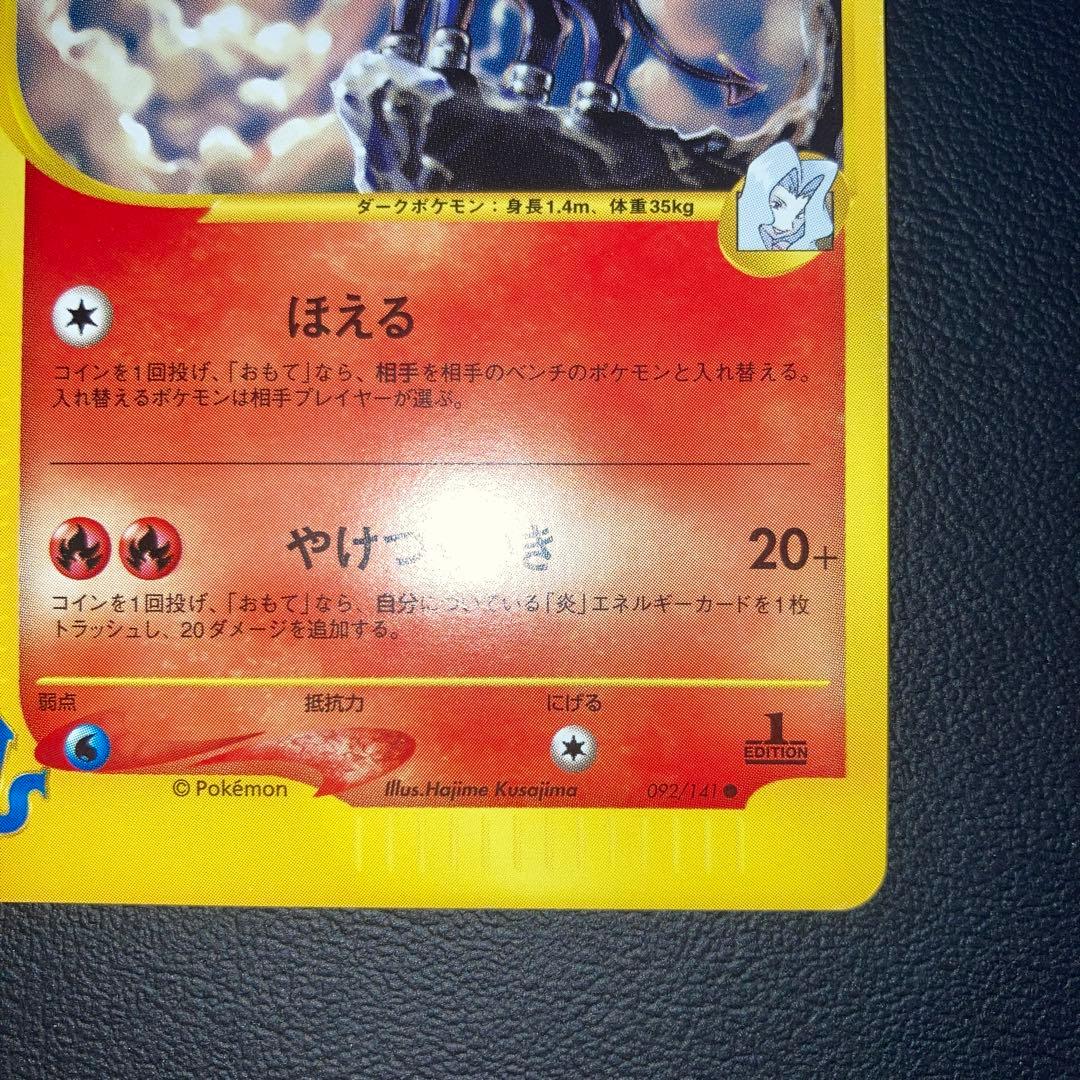 ダークポケモン：身長1.4m、体重35kg
ほえる
コインを1回投げ、「おもて」なら、相手を相手のベンチのポケモンと入れ替える。
入れ替えるポケモンは相手プレイヤーが選ぶ。
やけつ 20+
コインを1回投げ、「おもて」なら、自分についている「炎」エネルギーカードを1枚
トラッシュし、20ダメージを追加する。
弱点 抵抗力 にげる
1
EDITION
© Pokémon Illus.Hajime Kusajima 092/141 ●